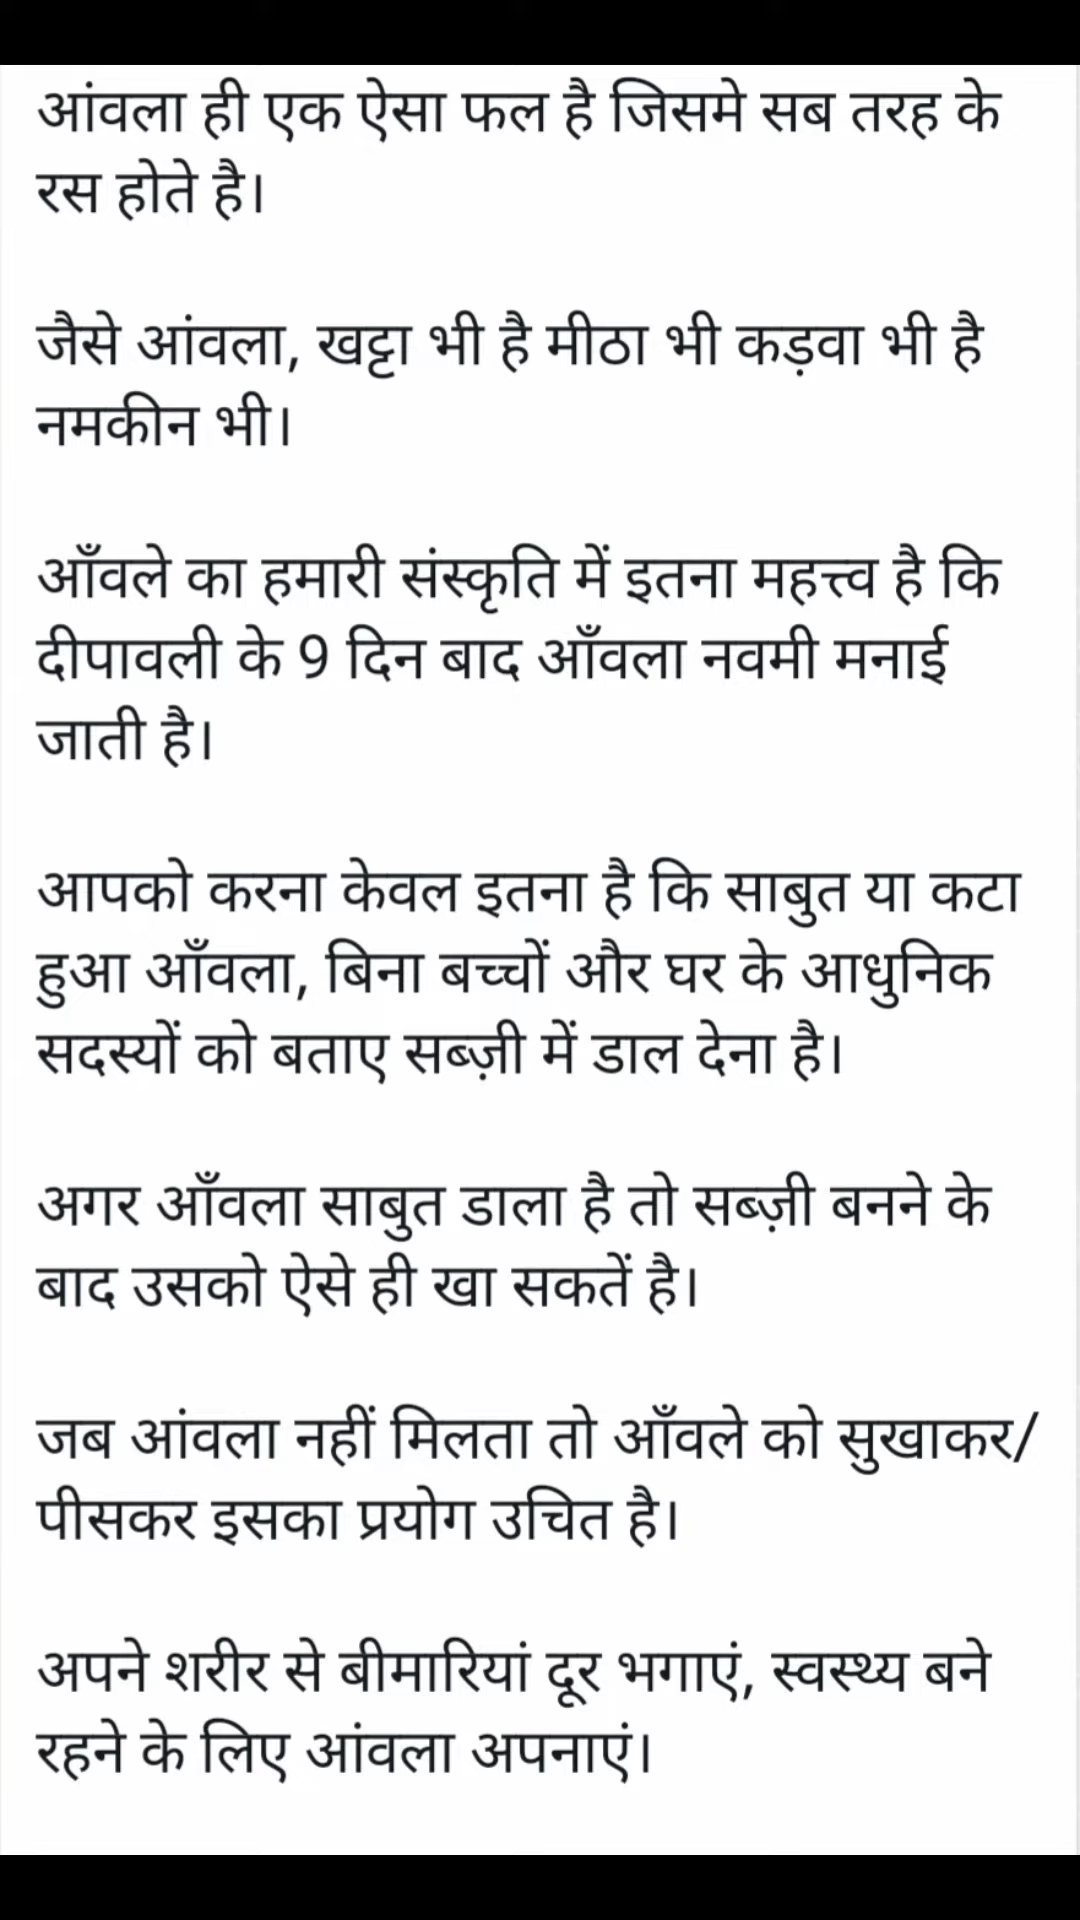 आंवला ही एक ऐसा फल है जिसमे सब तरह के
रस होते है।
जैसे आंवला, खट्टा भी है मीठा भी कड़वा भी है
नमकीन भी।
आँवले का हमारी संस्कृति में इतना महत्त्व है कि
दीपावली के 9 दिन बाद आँवला नवमी मनाई
जाती है।
आपको करना केवल इतना है कि साबुत या कटा
हुआ आँवला, बिना बच्चों और घर के आधुनिक
सदस्यों को बताए सब्ज़ी में डाल देना है।
अगर आँवला साबुत डाला है तो सब्ज़ी बनने के
बाद उसको ऐसे ही खा सकतें है।
जब आंवला नहीं मिलता तो आँवले को सुखाकर/
पीसकर इसका प्रयोग उचित है।
अपने शरीर से बीमारियां दूर भगाएं, स्वस्थ्य बने
रहने के लिए आंवला अपनाएं।